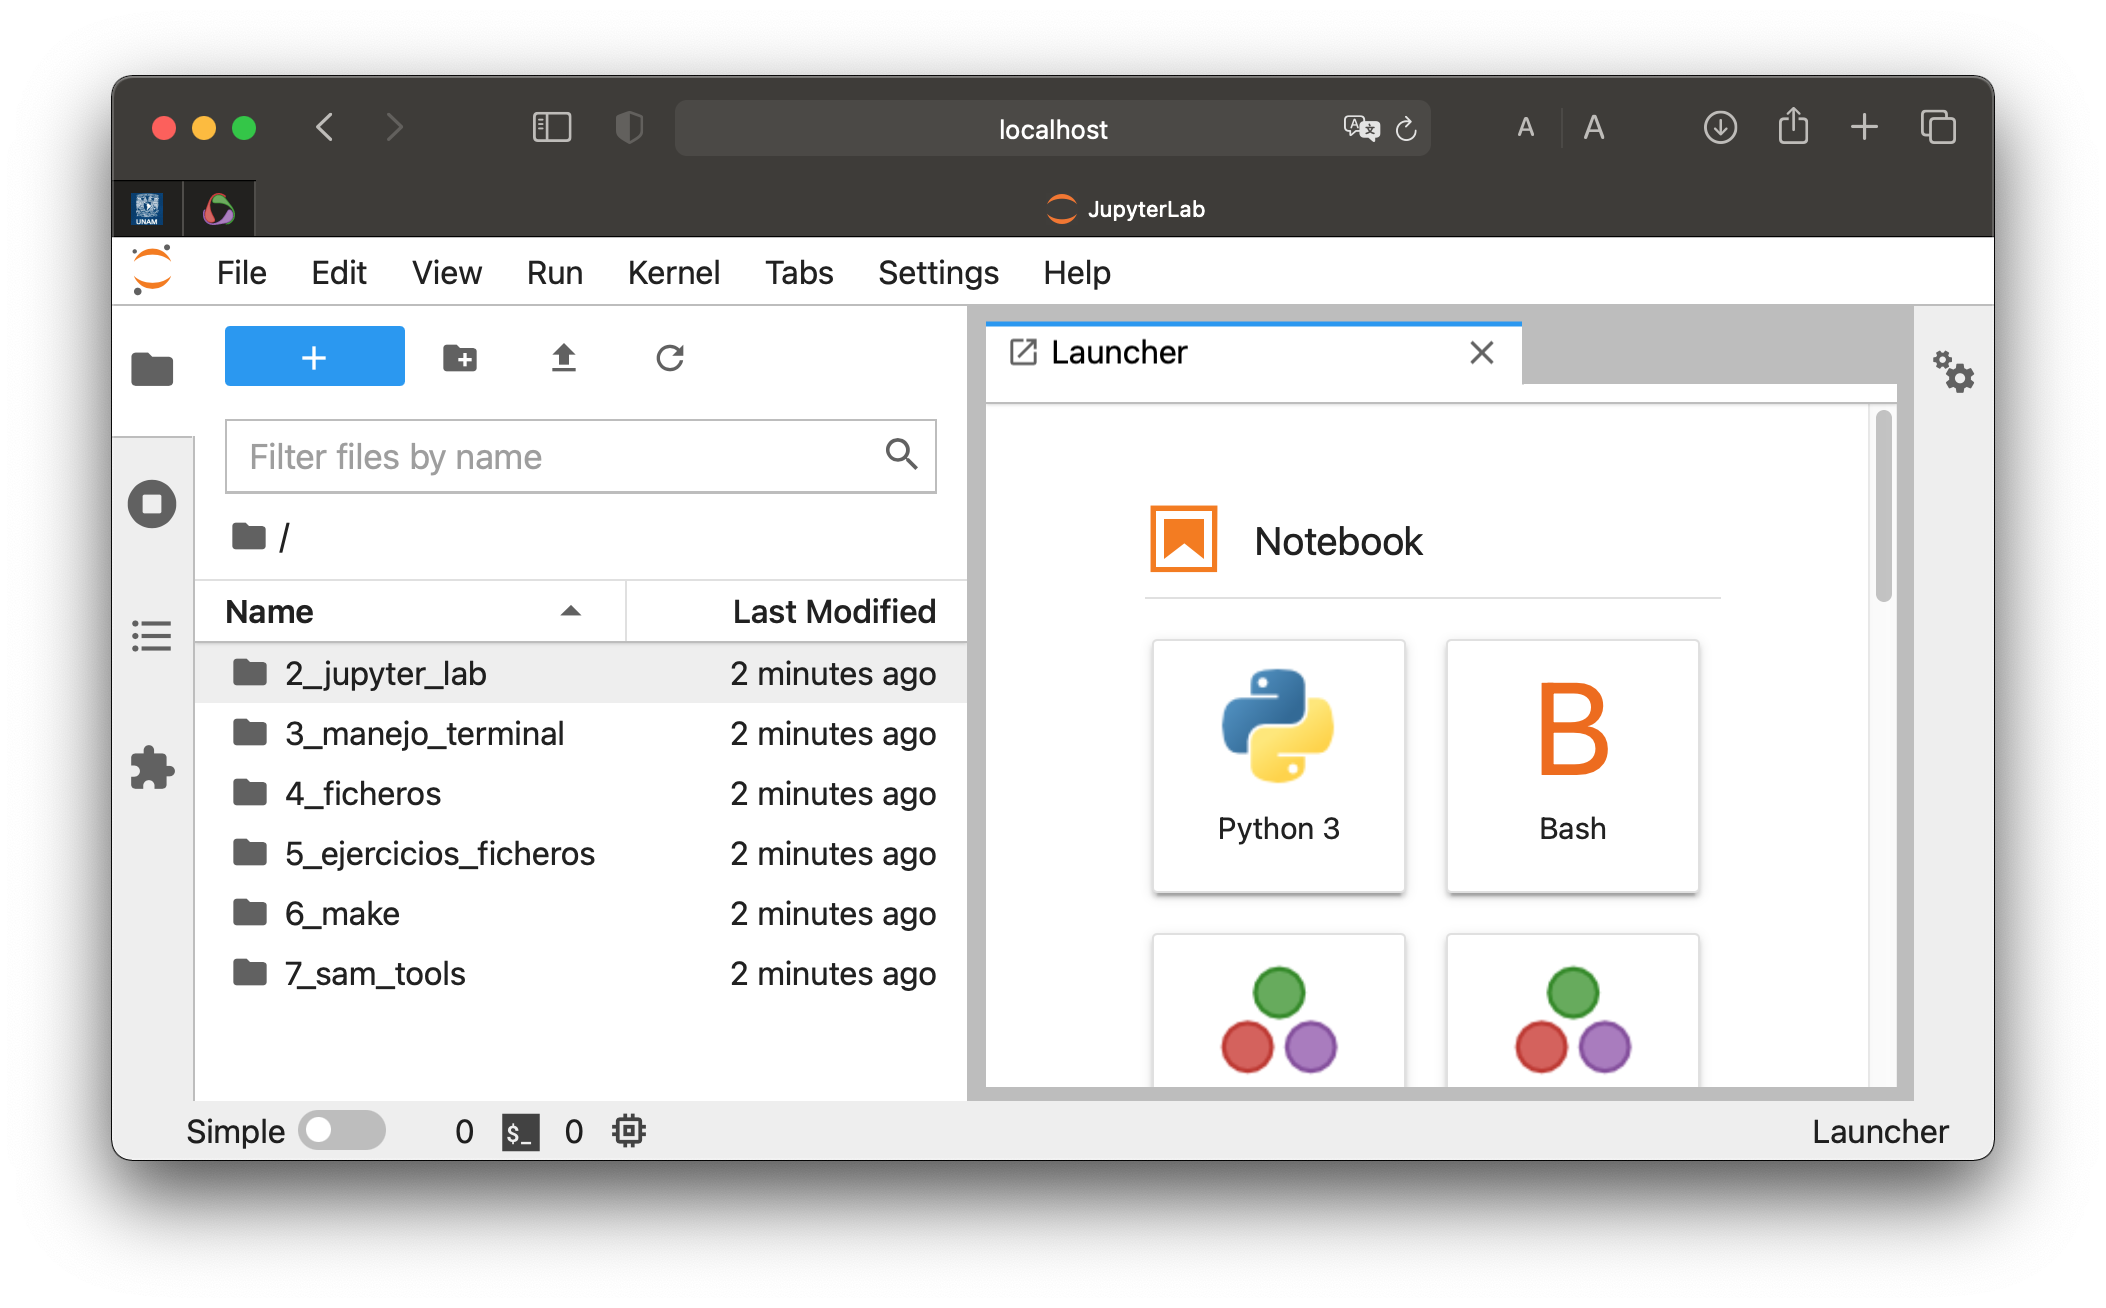 localhost
A A
UNAM
JupyterLab
File Edit View Run Kernel Tabs Settings Help
+
Launcher
Filter files by name
/
Notebook
Name Last Modified
2_jupyter_lab 2 minutes ago
3_manejo_terminal 2 minutes ago
4_ficheros 2 minutes ago
5_ejercicios_ficheros 2 minutes ago
6_make 2 minutes ago
7_sam_tools 2 minutes ago
B
Python 3 Bash
Simple 0 $_ 0 Launcher